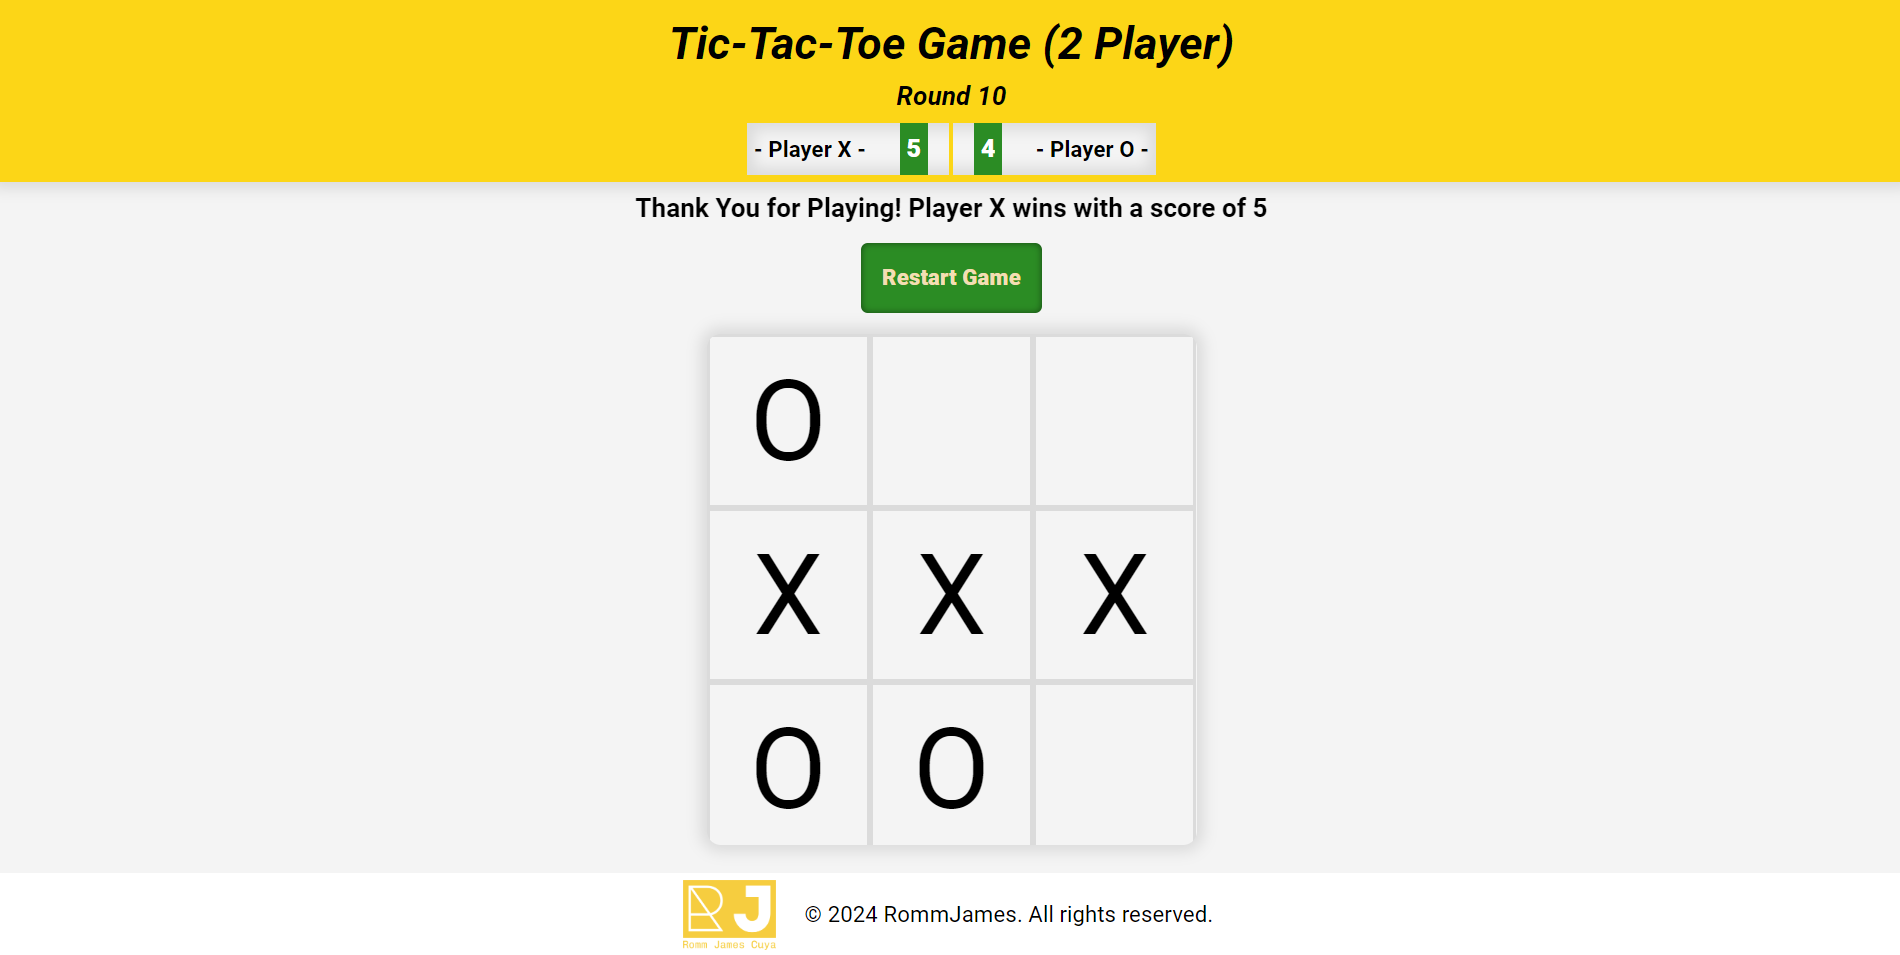 Tic-Tac-Toe Game (2 Player)
Round 10
- Player X - 5 4 - Player O -
Thank You for Playing! Player X wins with a score of 5
Restart Game
O
X X X
O O
RJ
Romm James Cuya
© 2024 RommJames. All rights reserved.